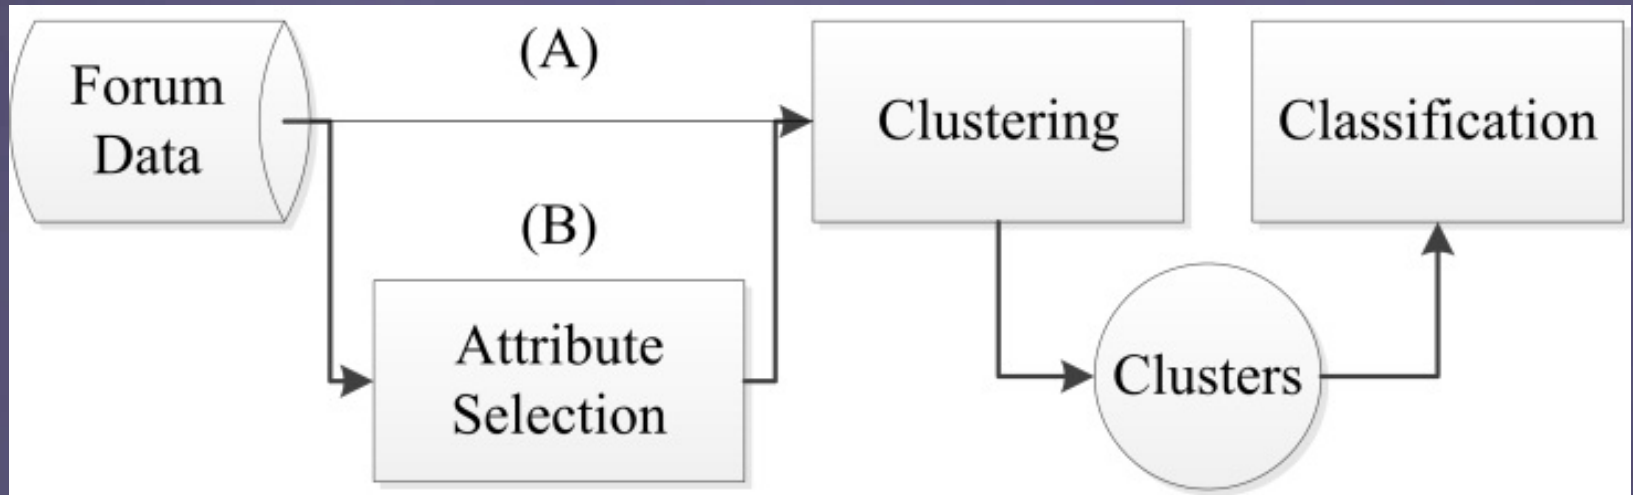 Forum
Data
(A)
(B)
Attribute
Selection
Clustering
Clusters
Classification